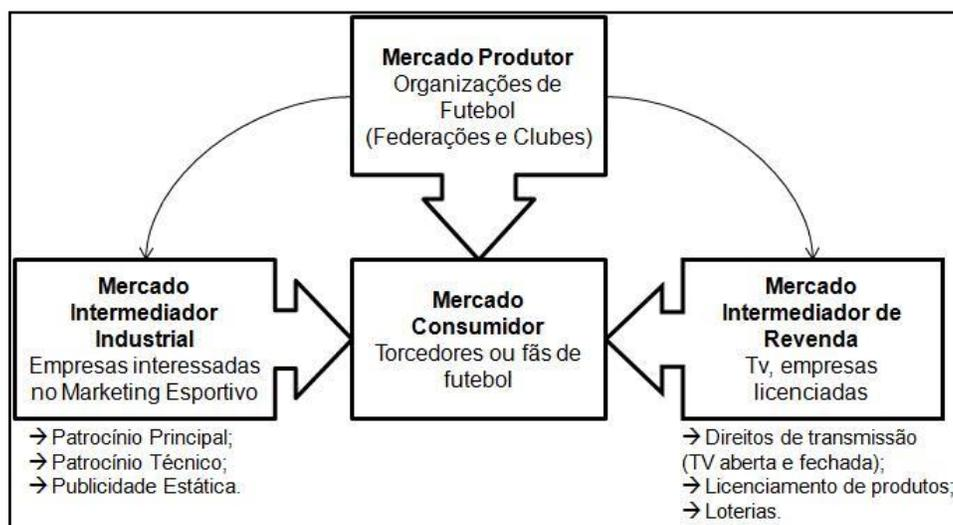 Mercado Produtor
Organizações de
Futebol
(Federações e Clubes)
Mercado
Intermediador
Industrial
Empresas interessadas
no Marketing Esportivo
→ Patrocínio Principal;
→ Patrocínio Técnico;
→ Publicidade Estática.
Mercado
Consumidor
Torcedores ou fãs de
futebol
Mercado
Intermediador de
Revenda
Tv, empresas
licenciadas
→ Direitos de transmissão
(TV aberta e fechada);
→ Licenciamento de produtos;
→ Loterias.